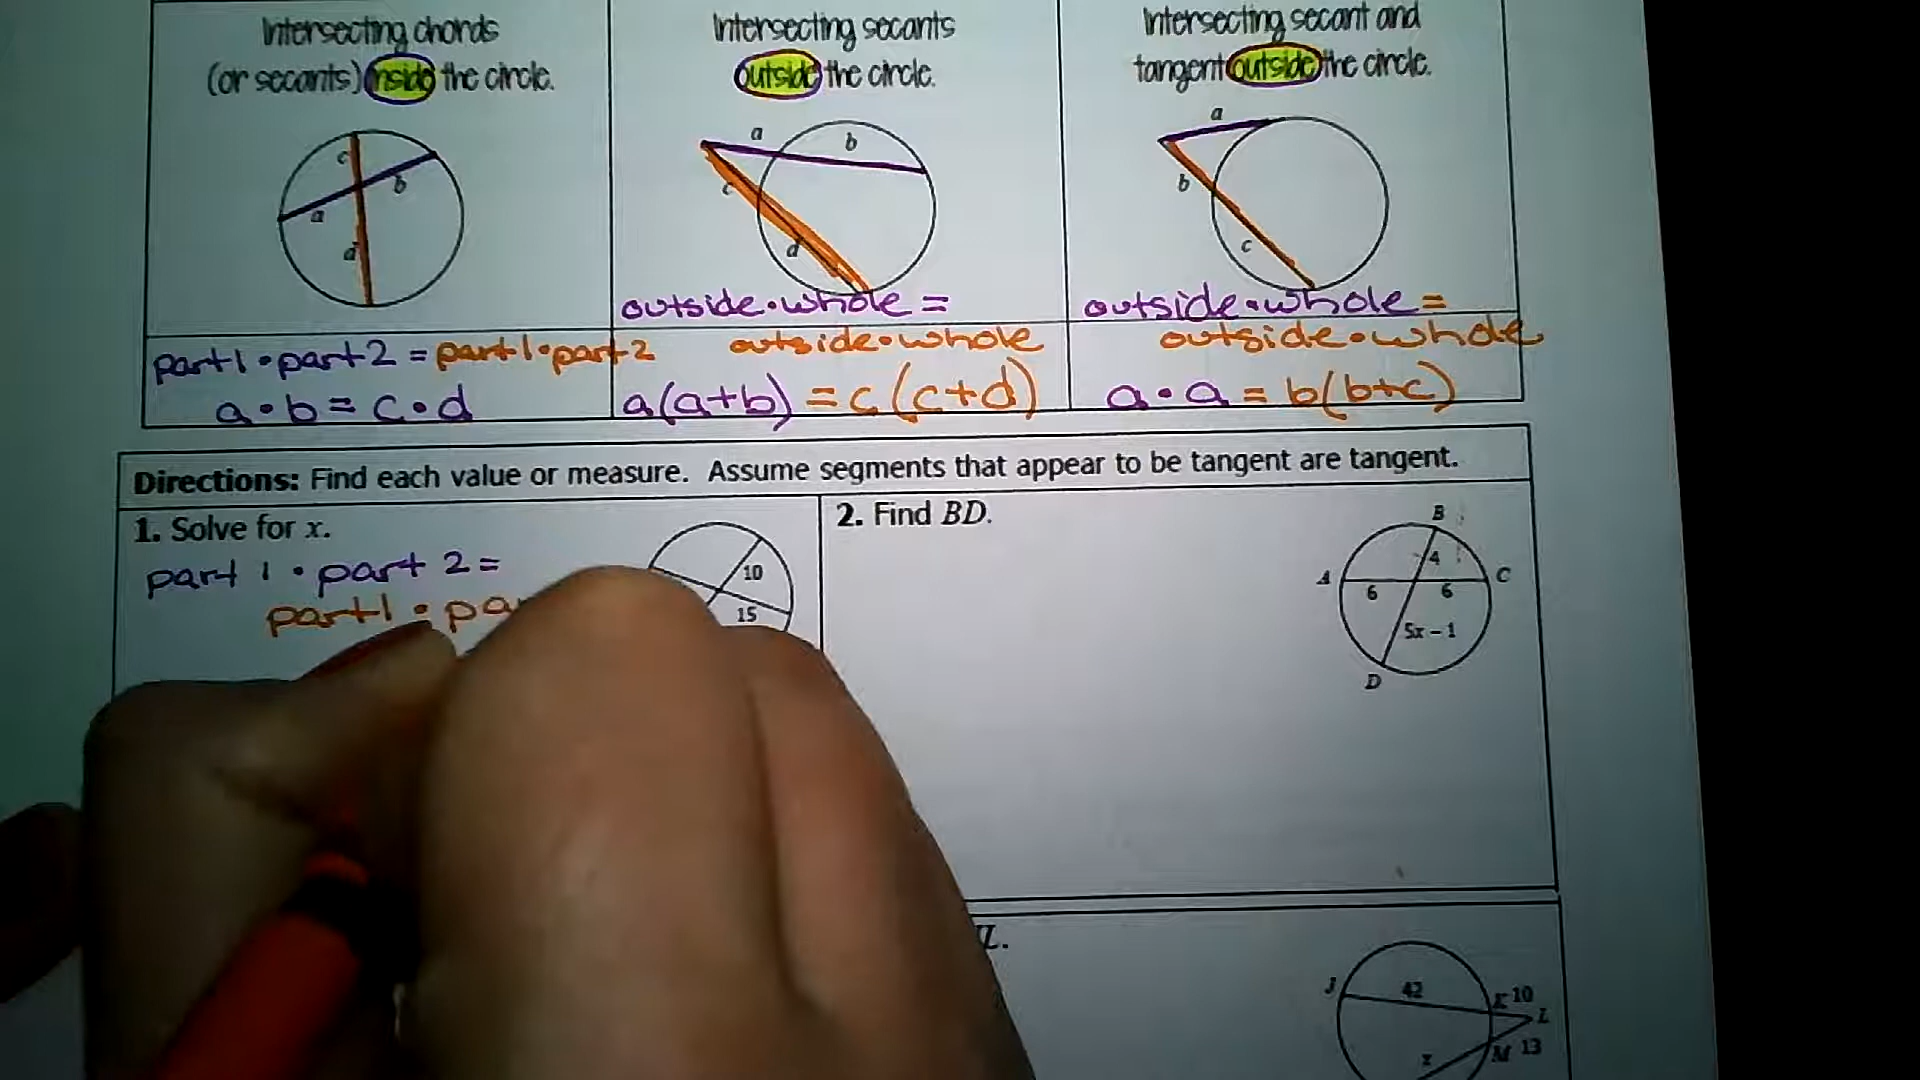 Intersecting chords
(or secants) inside the circle.
c
b
a
d
Intersecting secants
outside the circle.
a
b
c
d
outside • whole =
Intersecting secant and
tangent outside the circle.
a
b
c
outside • whole =
part 1 • part 2 = part 1 • part 2
a • b = c • d
outside • whole
a(a+b) = c(c+d)
outside • whole
a • a = b(b+c)
Directions: Find each value or measure. Assume segments that appear to be tangent are tangent.
1. Solve for x.
part 1 • part 2 =
part 1 •
10
15
2. Find BD.
B
4
A
C
6
6
5x – 1
D
J
42
K 10
L
M 13